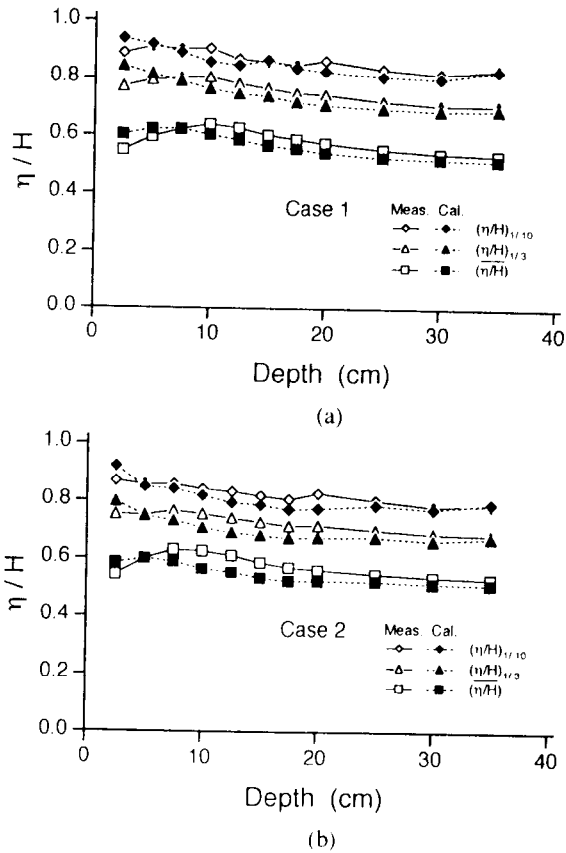 1.0
0.8
0.6
0.4
0.2
0.0
η / H
Case 1
Meas. Cal.
(η/H)1/10
(η/H)1/3
(η/H)
0 10 20 30 40
Depth (cm)
(a)
1.0
0.8
0.6
0.4
0.2
0.0
η / H
Case 2
Meas. Cal.
(η/H)1/10
(η/H)1/3
(η/H)
0 10 20 30 40
Depth (cm)
(b)